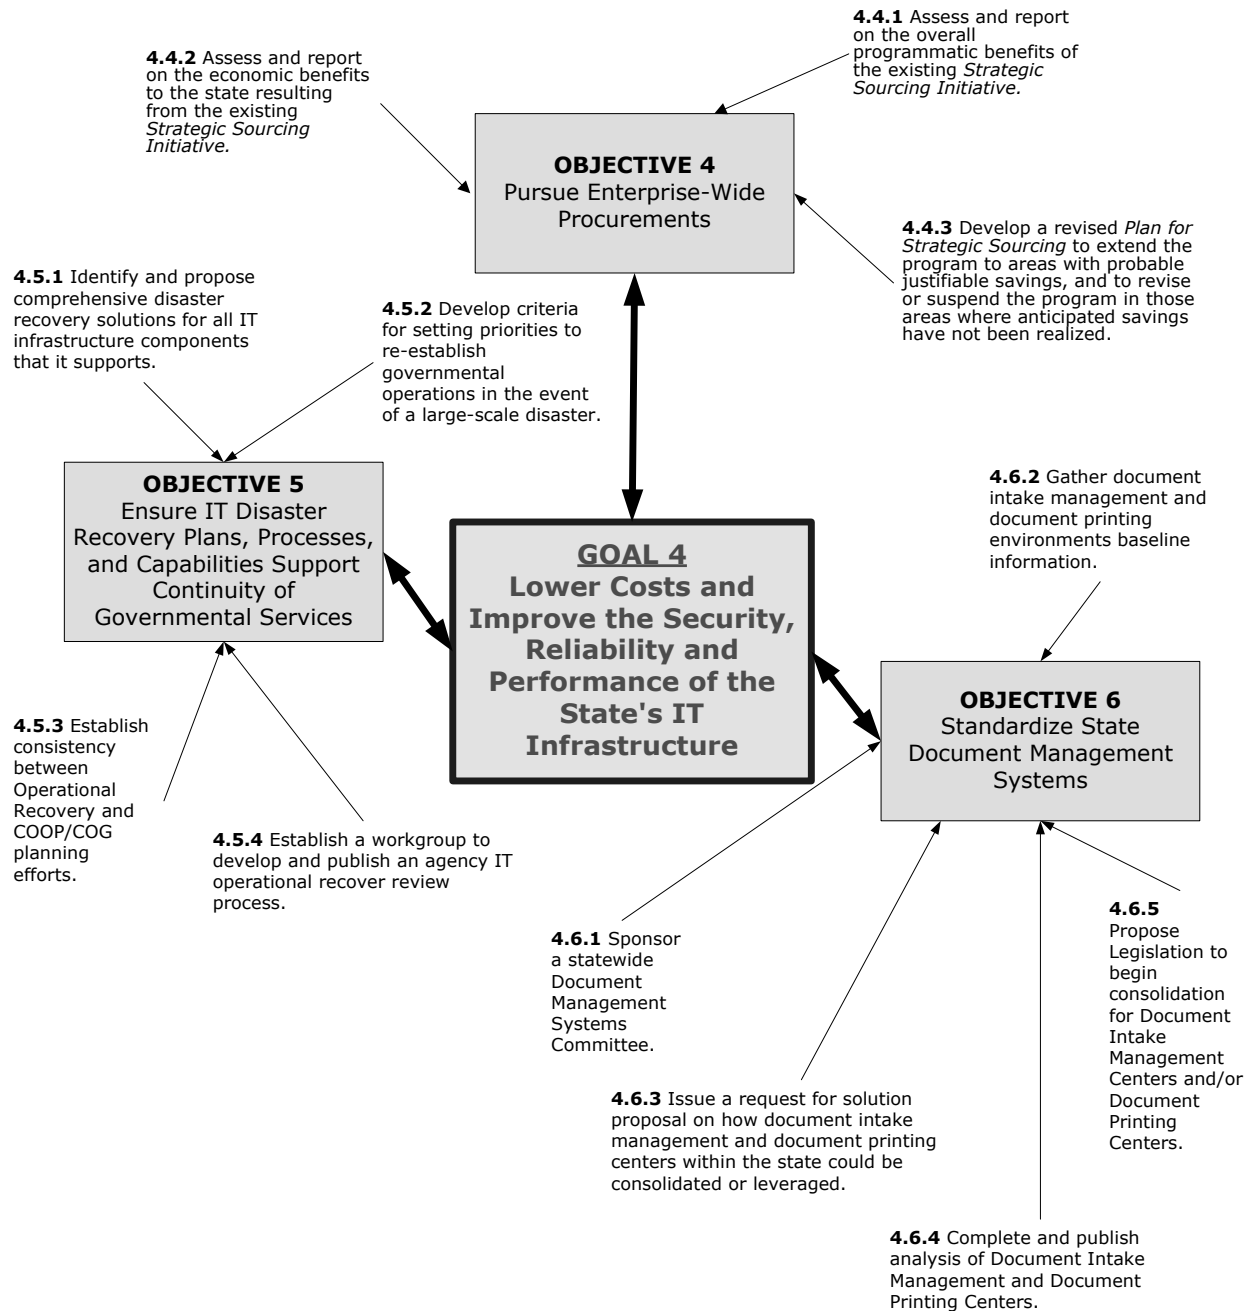 4.4.1 Assess and report
on the overall
programmatic benefits of
the existing Strategic
Sourcing Initiative.
4.4.2 Assess and report
on the economic benefits
to the state resulting
from the existing
Strategic Sourcing
Initiative.
OBJECTIVE 4
Pursue Enterprise-Wide
Procurements
4.4.3 Develop a revised Plan for
Strategic Sourcing to extend the
program to areas with probable
justifiable savings, and to revise
or suspend the program in those
areas where anticipated savings
have not been realized.
4.5.1 Identify and propose
comprehensive disaster
recovery solutions for all IT
infrastructure components
that it supports.
4.5.2 Develop criteria
for setting priorities to
re-establish
governmental
operations in the event
of a large-scale disaster.
OBJECTIVE 5
Ensure IT Disaster
Recovery Plans, Processes,
and Capabilities Support
Continuity of
Governmental Services
4.6.2 Gather document
intake management and
document printing
environments baseline
information.
GOAL 4
Lower Costs and
Improve the Security,
Reliability and
Performance of the
State's IT
Infrastructure
OBJECTIVE 6
Standardize State
Document Management
Systems
4.5.3 Establish
consistency
between
Operational
Recovery and
COOP/COG
planning
efforts.
4.5.4 Establish a workgroup to
develop and publish an agency IT
operational recover review
process.
4.6.1 Sponsor
a statewide
Document
Management
Systems
Committee.
4.6.5
Propose
Legislation to
begin
consolidation
for Document
Intake
Management
Centers and/or
Document
Printing
Centers.
4.6.3 Issue a request for solution
proposal on how document intake
management and document printing
centers within the state could be
consolidated or leveraged.
4.6.4 Complete and publish
analysis of Document Intake
Management and Document
Printing Centers.